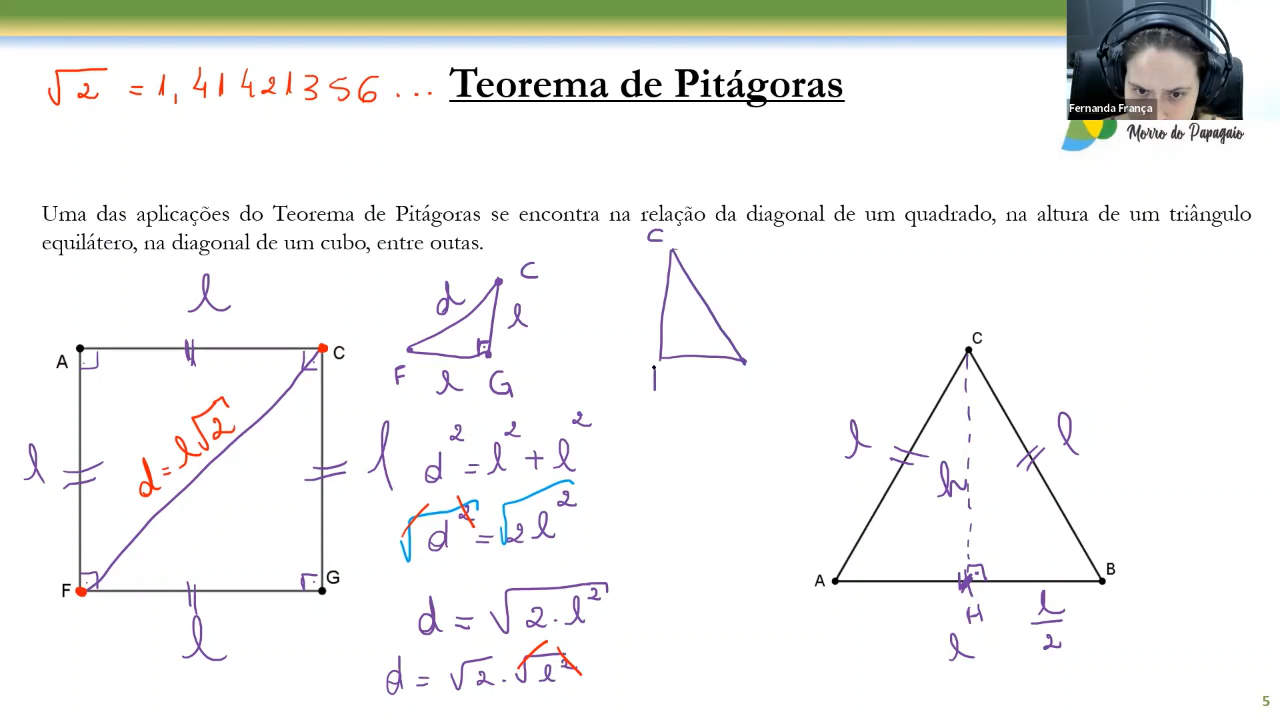 √2 = 1,41421356...
Teorema de Pitágoras
Fernanda França
Morro do Papagaio
Uma das aplicações do Teorema de Pitágoras se encontra na relação da diagonal de um quadrado, na altura de um triângulo
equilátero, na diagonal de um cubo, entre outas.
l
A
C
l
l
d = l√2
F
G
l
C
d
l
F
l
G
d² = l² + l²
√d² = √2l²
d = √2·l²
d = √2·√l²
C
C
l
l
h
A
B
H
l
l/2
5